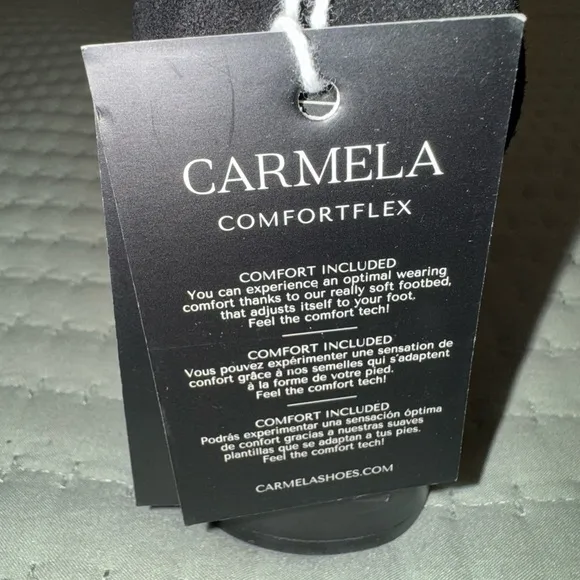 CARMELA
COMFORTFLEX
COMFORT INCLUDED
You can experience an optimal wearing
comfort thanks to our really soft footbed,
that adjusts itself to your foot.
Feel the comfort tech!
COMFORT INCLUDED
Vous pouvez expérimenter une sensation de
confort grâce à nos semelles qui s'adaptent
à la forme de votre pied.
Feel the comfort tech!
COMFORT INCLUDED
Podrás experimentar una sensación óptima
de confort gracias a nuestras suaves
plantillas que se adaptan a tus pies.
Feel the comfort tech!
CARMELASHOES.COM